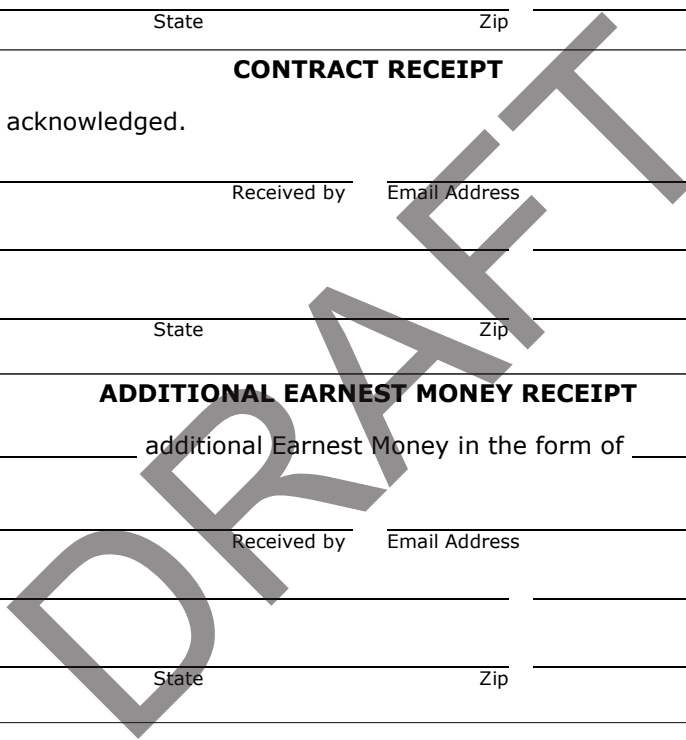 State Zip
CONTRACT RECEIPT
acknowledged.
Received by Email Address
State Zip
ADDITIONAL EARNEST MONEY RECEIPT
additional Earnest Money in the form of
Received by Email Address
State Zip
DRAFT